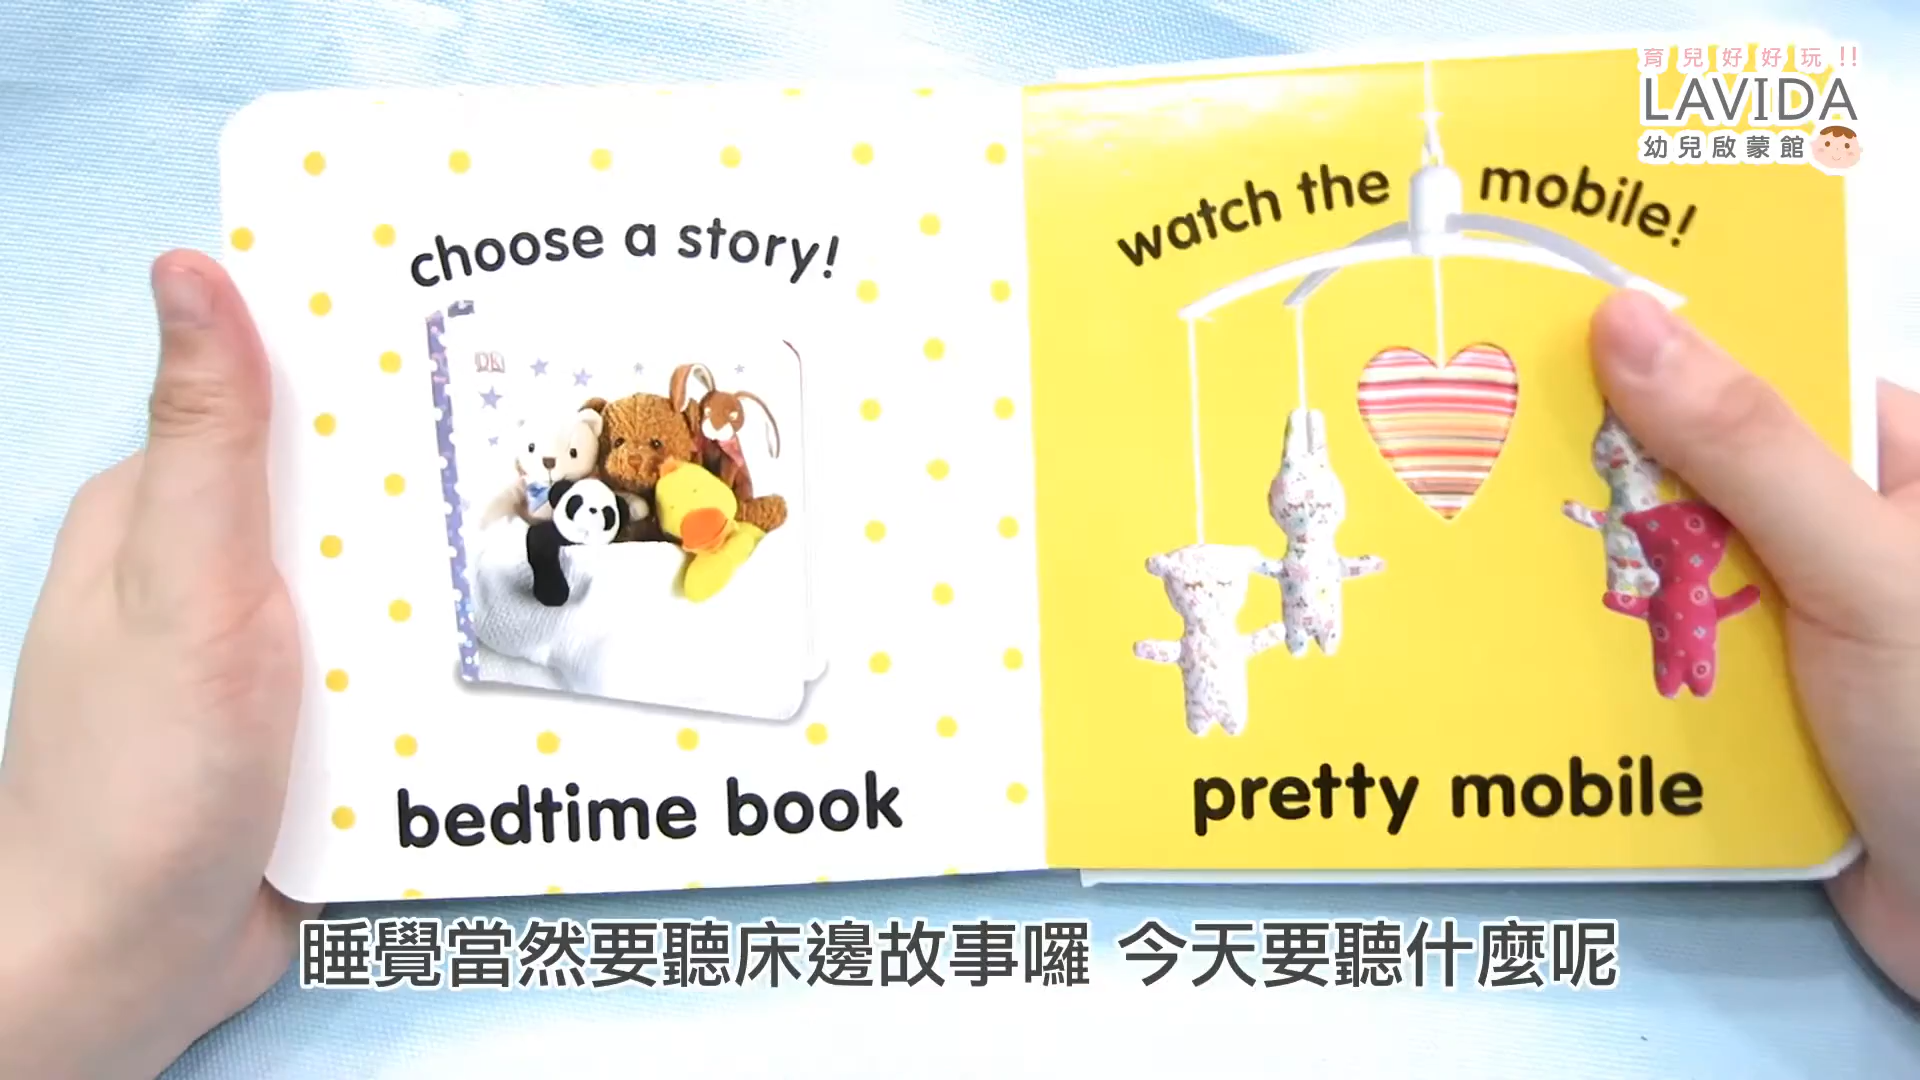 育兒好好玩!!
LAVIDA
幼兒啟蒙館
choose a story!
DK
bedtime book
watch the mobile!
pretty mobile
睡覺當然要聽床邊故事囉 今天要聽什麼呢